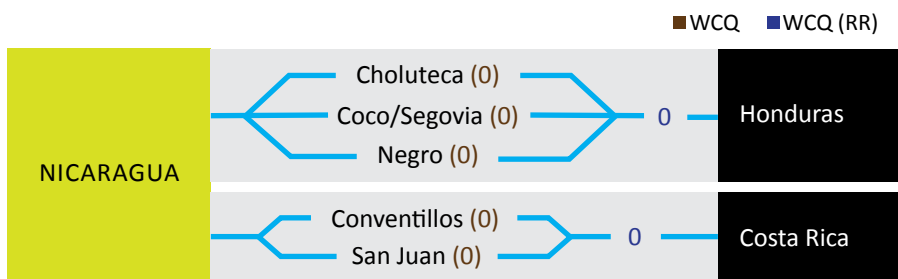 WCQ WCQ (RR)
NICARAGUA
Choluteca (0)
Coco/Segovia (0)
Negro (0)
0
Honduras
Conventillos (0)
San Juan (0)
0
Costa Rica